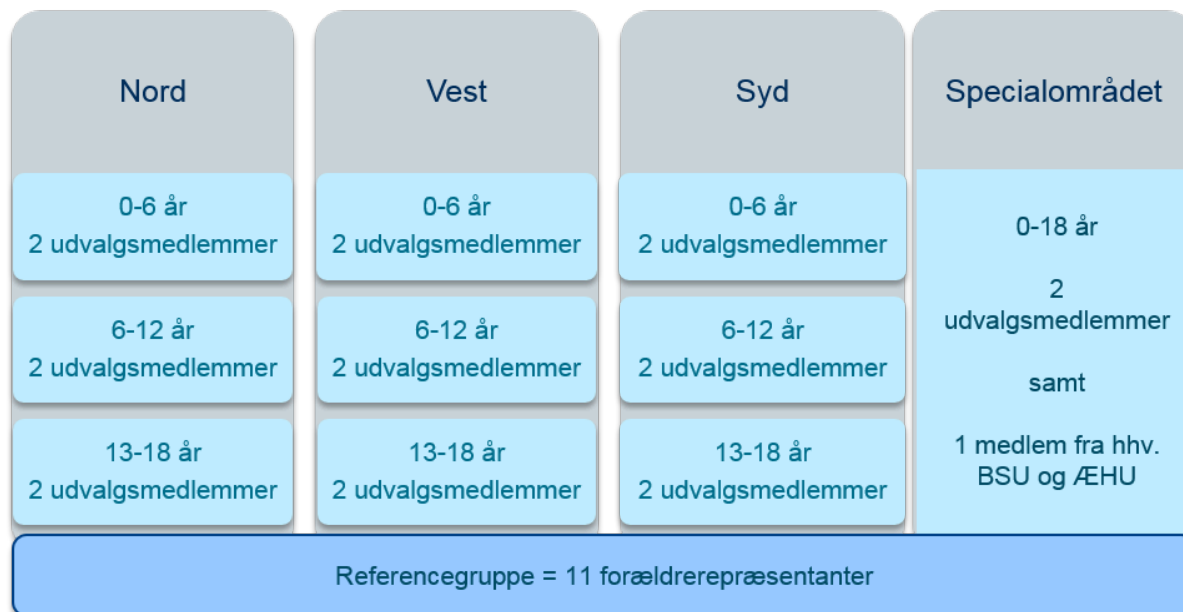 Nord
0-6 år
2 udvalgsmedlemmer
6-12 år
2 udvalgsmedlemmer
13-18 år
2 udvalgsmedlemmer
Vest
0-6 år
2 udvalgsmedlemmer
6-12 år
2 udvalgsmedlemmer
13-18 år
2 udvalgsmedlemmer
Syd
0-6 år
2 udvalgsmedlemmer
6-12 år
2 udvalgsmedlemmer
13-18 år
2 udvalgsmedlemmer
Specialområdet
0-18 år
2
udvalgsmedlemmer
samt
1 medlem fra hhv.
BSU og ÆHU
Referencegruppe = 11 forældrerepræsentanter